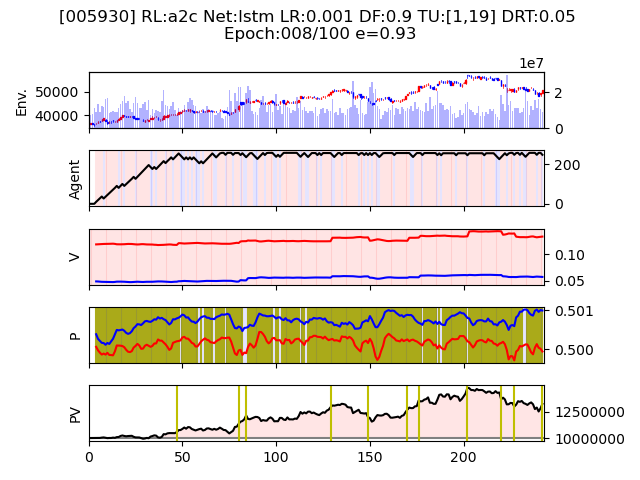 [005930] RL:a2c Net:lstm LR:0.001 DF:0.9 TU:[1,19] DRT:0.05
Epoch:008/100 e=0.93
1e7
Env.
50000
40000
2
0
Agent
200
0
V
0.10
0.05
P
0.501
0.500
PV
12500000
10000000
0 50 100 150 200